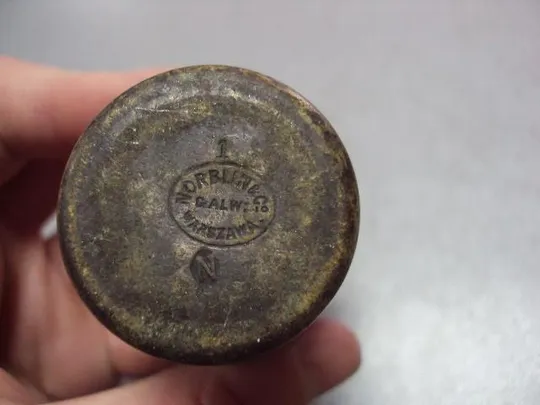 1
NORBLIN & Co
GALW:
WARSZAWA.
N